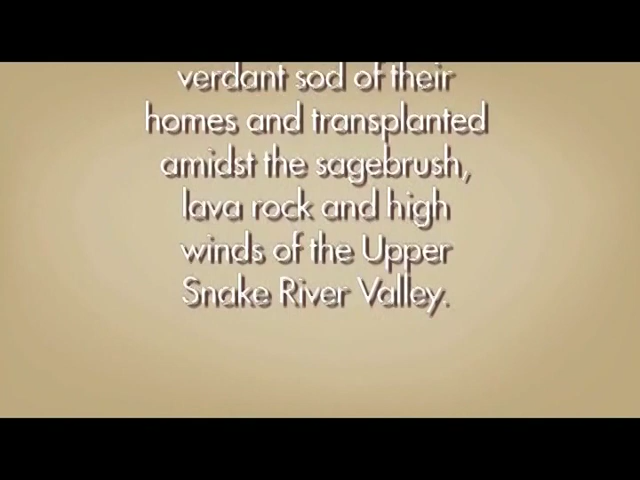 verdant sod of their
homes and transplanted
amidst the sagebrush,
lava rock and high
winds of the Upper
Snake River Valley.